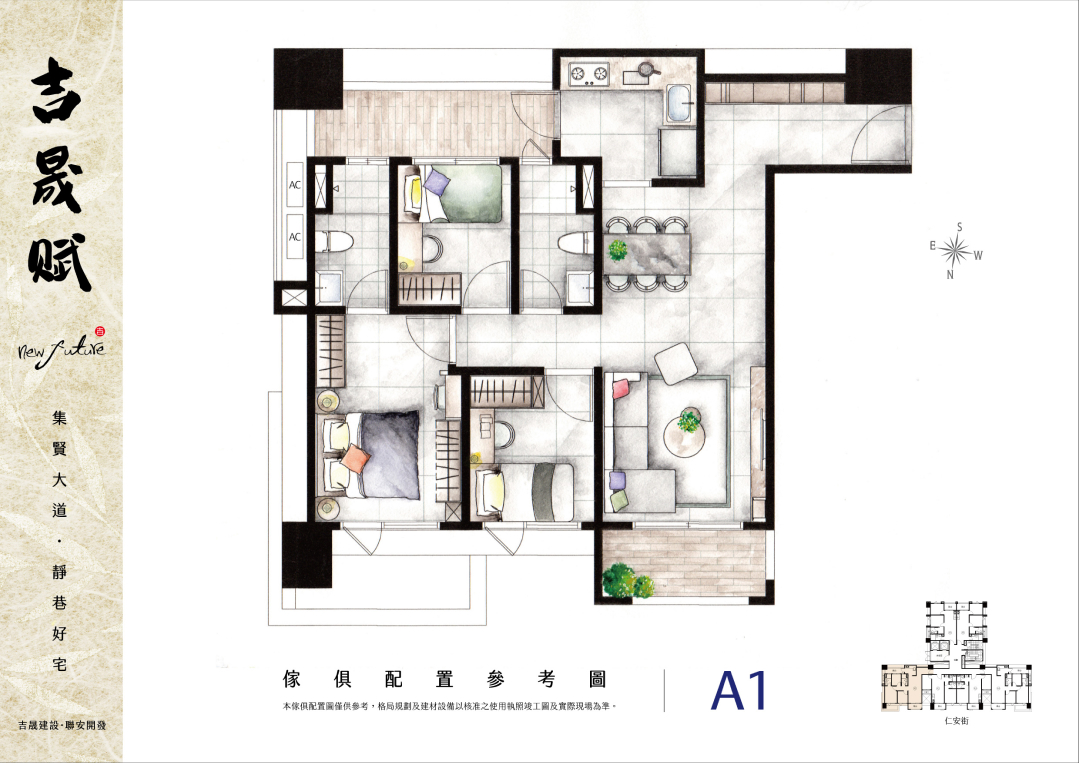 吉晟賦
new future
吉
集賢大道·靜巷好宅
吉晟建設·聯安開發
AC
AC
S
E
W
N
傢俱配置參考圖
本傢俱配置圖僅供參考，格局規劃及建材設備以核准之使用執照竣工圖及實際現場為準。
A1
仁安街